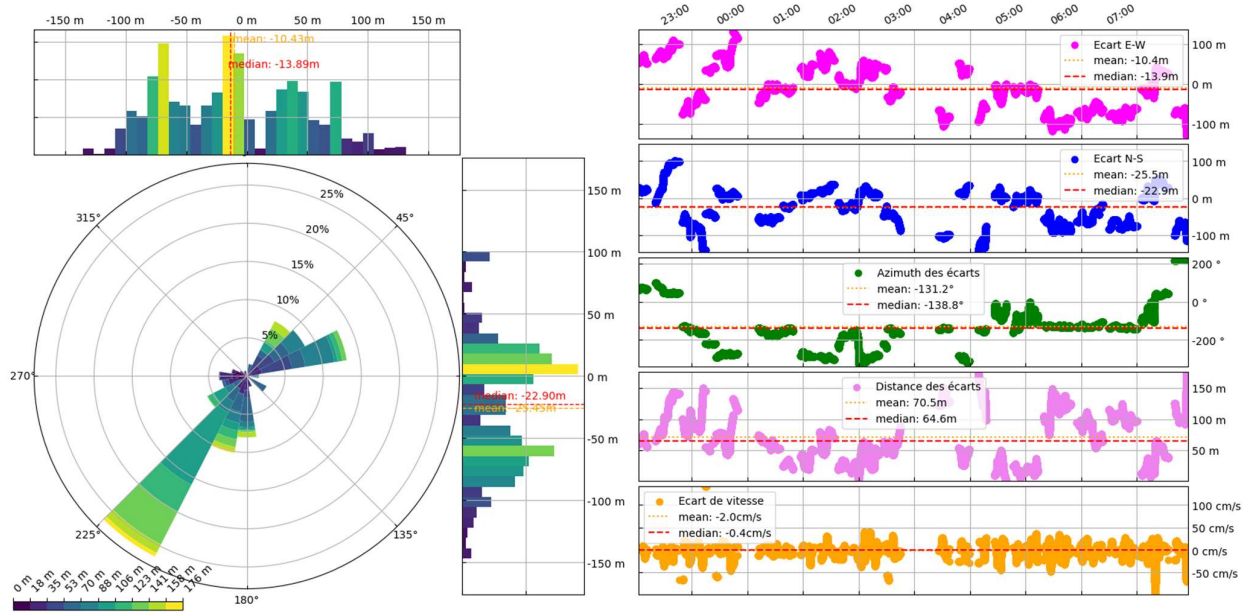 -150 m -100 m -50 m 0 m 50 m 100 m 150 m
mean: -10.43m
median: -13.89m
315°
45°
270°
225°
135°
180°
5%
10%
15%
20%
25%
0 m 18 m 35 m 53 m 70 m 88 m 106 m 123 m 141 m 158 m 176 m
150 m
100 m
50 m
0 m
-50 m
-100 m
-150 m
median: -22.90m
mean: -25.45m
23:00 00:00 01:00 02:00 03:00 04:00 05:00 06:00 07:00
Ecart E-W
mean: -10.4m
median: -13.9m
100 m
0 m
-100 m
Ecart N-S
mean: -25.5m
median: -22.9m
100 m
0 m
-100 m
Azimuth des écarts
mean: -131.2°
median: -138.8°
200 °
0 °
-200 °
Distance des écarts
mean: 70.5m
median: 64.6m
150 m
100 m
50 m
Ecart de vitesse
mean: -2.0cm/s
median: -0.4cm/s
100 cm/s
50 cm/s
0 cm/s
-50 cm/s